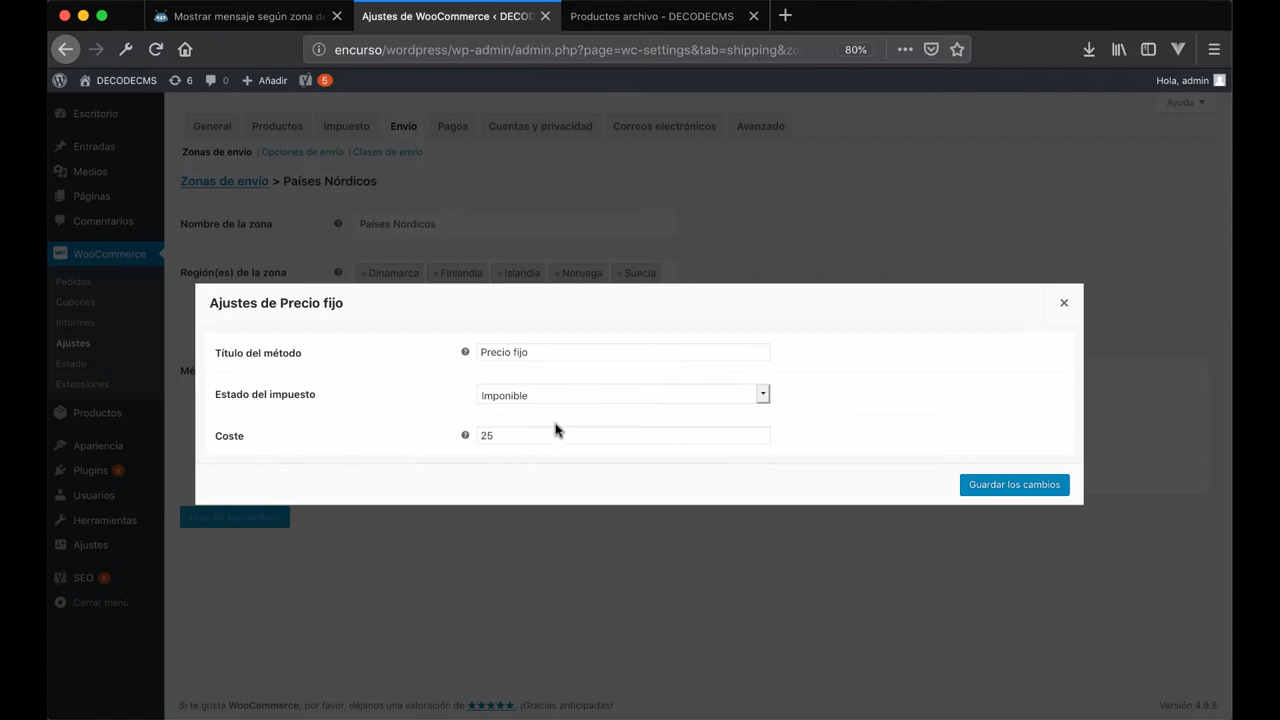 Mostrar mensaje según zona de
Ajustes de WooCommerce ‹ DECOD
Productos archivo - DECODECMS
encurso/wordpress/wp-admin/admin.php?page=wc-settings&tab=shipping&zo
80%
DECODECMS
6
0
Añadir
5
Hola, admin
Escritorio
Entradas
Medios
Páginas
Comentarios
WooCommerce
Pedidos
Cupones
Informes
Ajustes
Estado
Extensiones
Productos
Apariencia
Plugins
Usuarios
Herramientas
Ajustes
SEO
Cerrar menú
Ayuda
General Productos Impuesto Envío Pagos Cuentas y privacidad Correos electrónicos Avanzado
Zonas de envío | Opciones de envío | Clases de envío
Zonas de envío > Países Nórdicos
Nombre de la zona
Países Nórdicos
Región(es) de la zona
× Dinamarca × Finlandia × Islandia × Noruega × Suecia
Mé
Ajustes de Precio fijo
Título del método
Precio fijo
Estado del impuesto
Imponible
Coste
25
Guardar los cambios
Guardar los cambios
Si te gusta WooCommerce, por favor, déjanos una valoración de ★★★★★. ¡Gracias anticipadas!
Versión 4.9.8